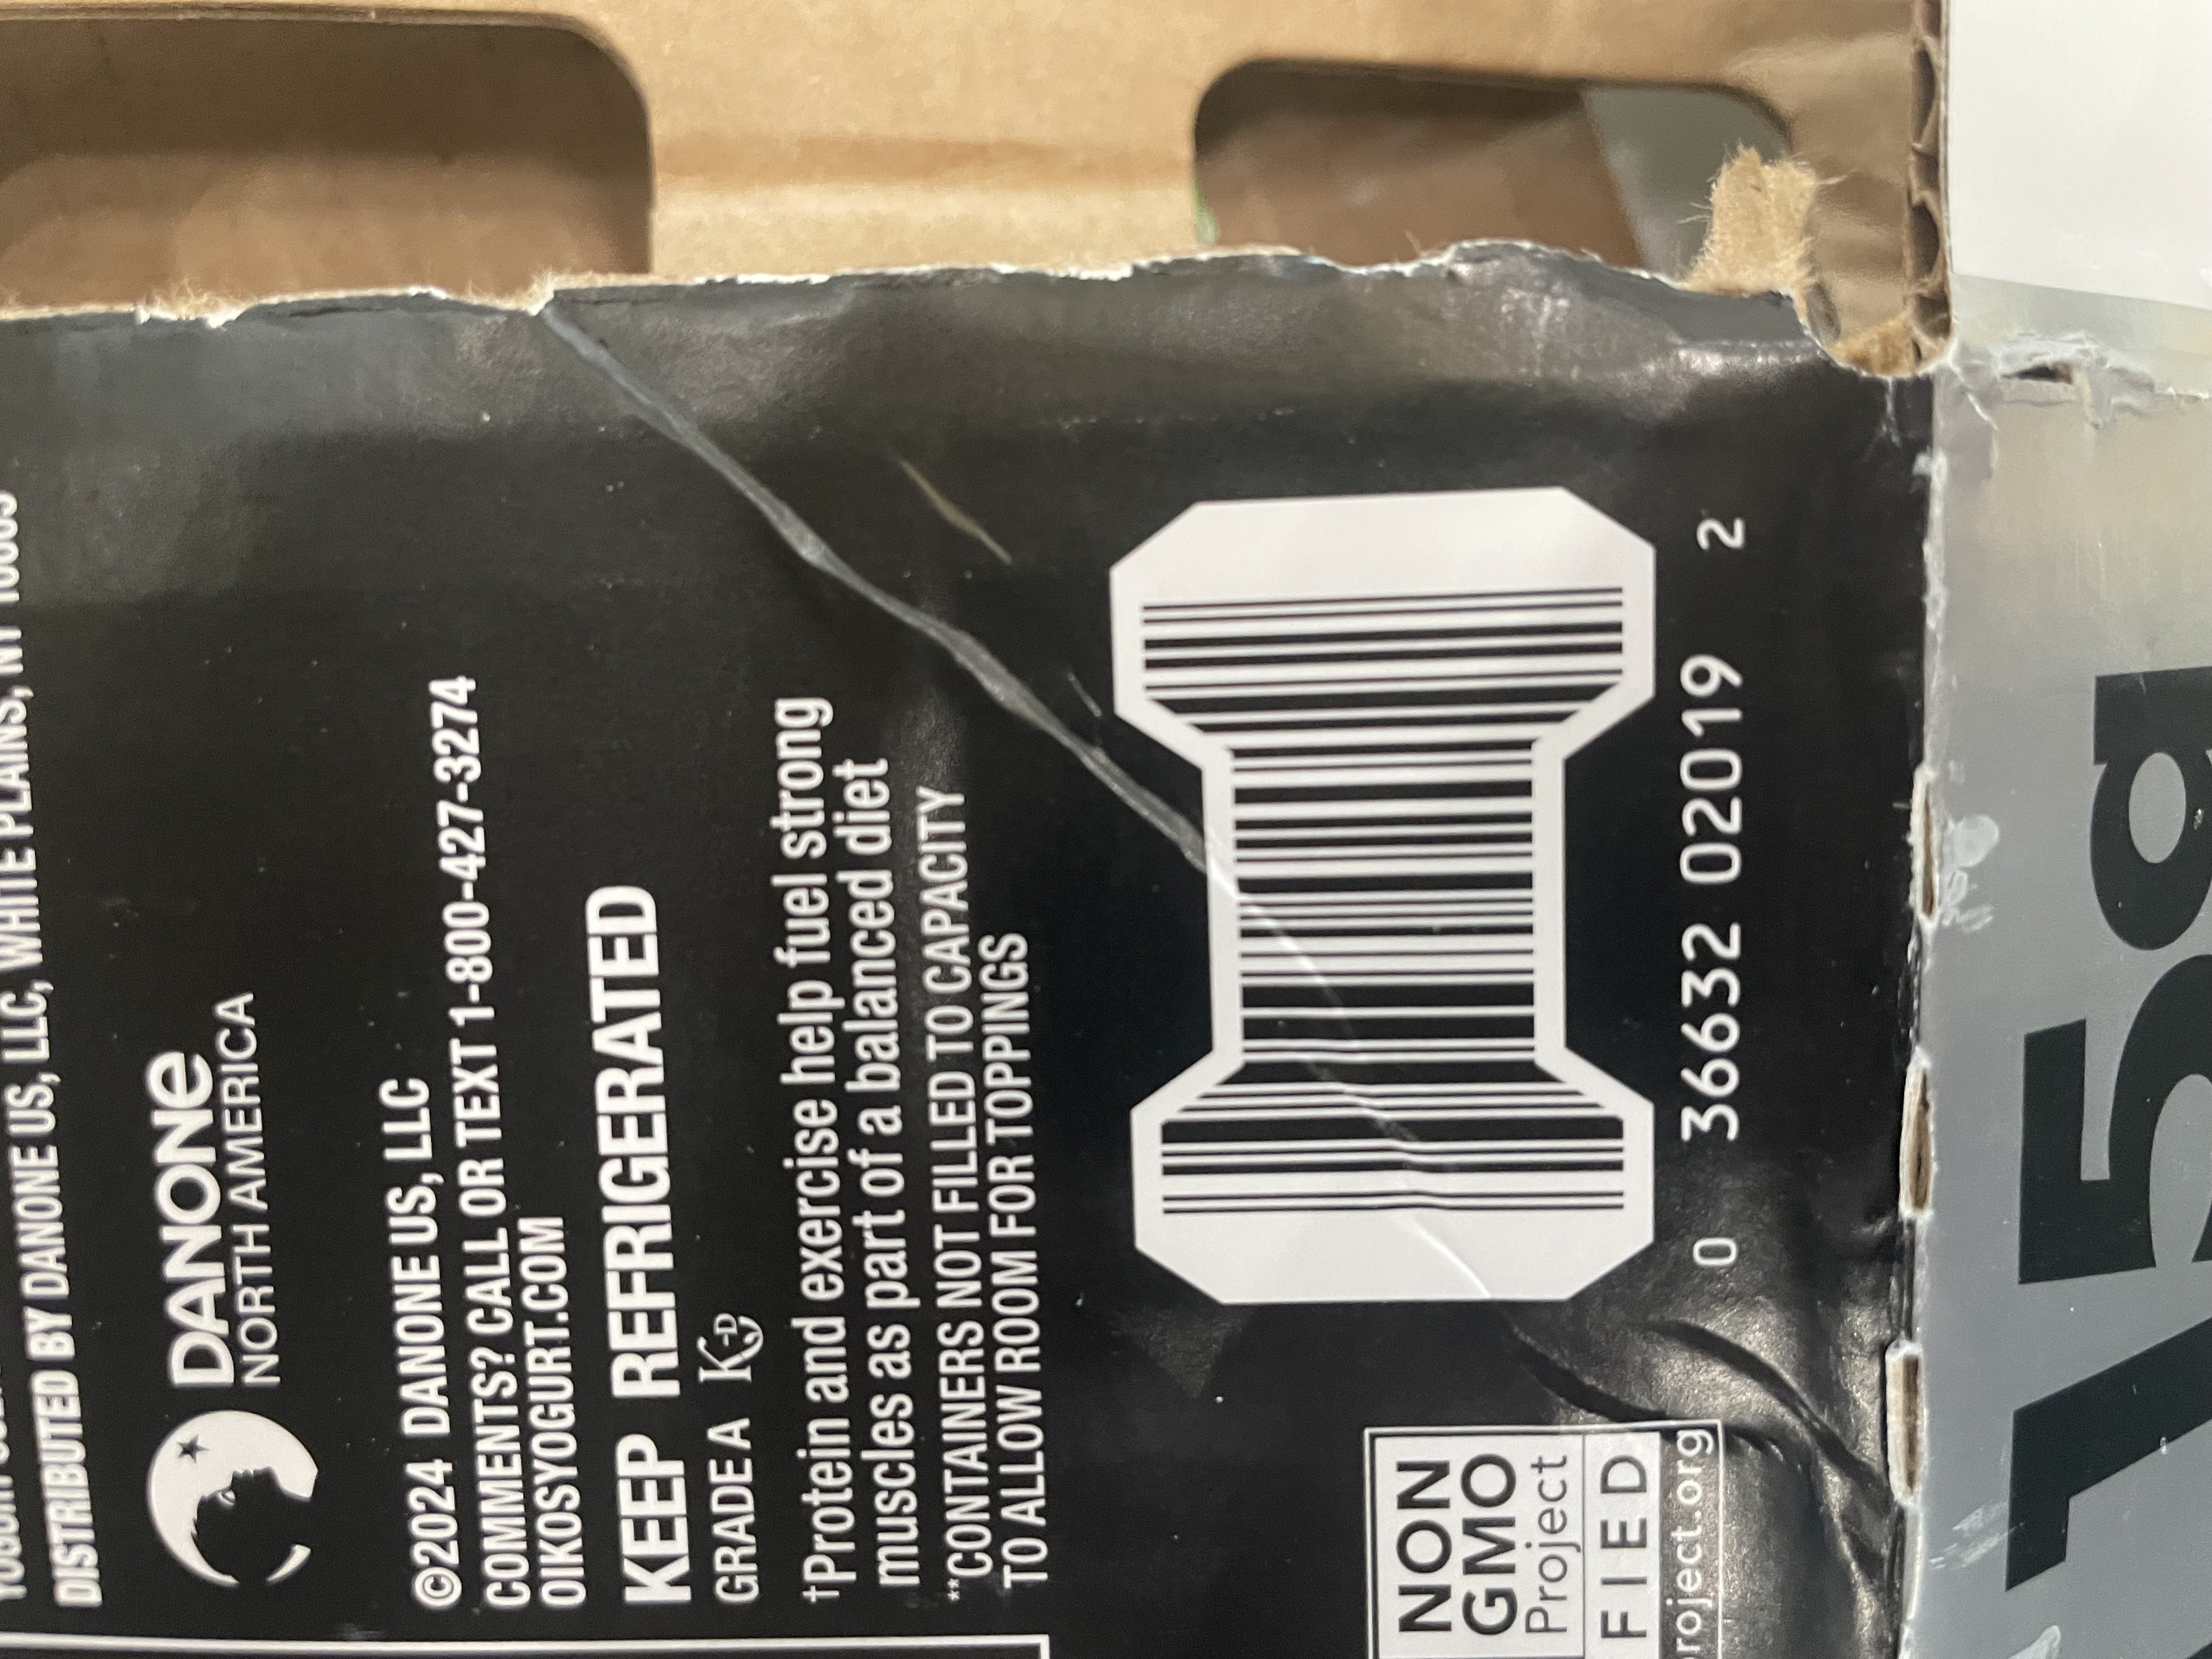 YOGURT
DISTRIBUTED BY DANONE US, LLC, WHITE PLAINS, NY 10603
DANONE
NORTH AMERICA
©2024 DANONE US, LLC
COMMENTS? CALL OR TEXT 1-800-427-3274
OIKOSYOGURT.COM
KEEP REFRIGERATED
GRADE A K-D
†Protein and exercise help fuel strong
muscles as part of a balanced diet
**CONTAINERS NOT FILLED TO CAPACITY
TO ALLOW ROOM FOR TOPPINGS
NON
GMO
Project
FIED
roject.org
0 36632 02019 2
15g